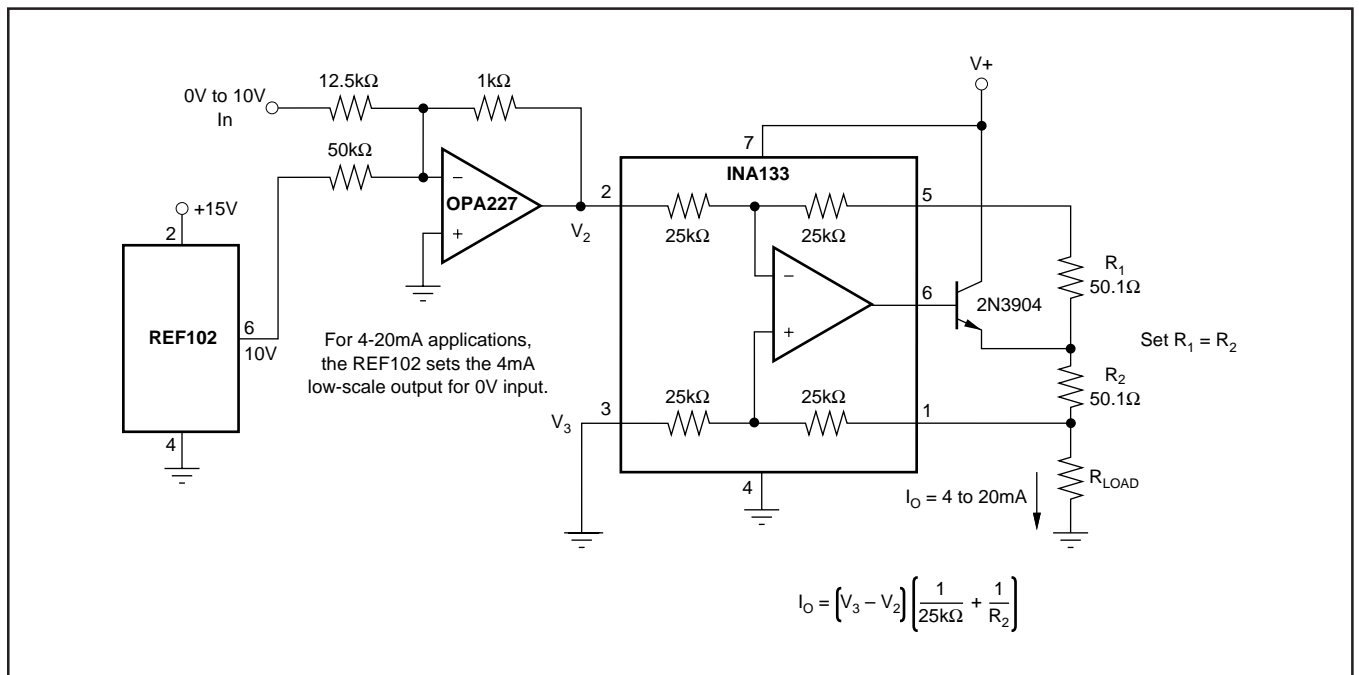 V+
12.5kΩ
1kΩ
0V to 10V
In
50kΩ
7
INA133
2
5
OPA227
–
+
V2
25kΩ
25kΩ
+15V
2
R1
50.1Ω
–
+
6
2N3904
REF102
6
10V
For 4-20mA applications,
the REF102 sets the 4mA
low-scale output for 0V input.
Set R1 = R2
R2
50.1Ω
25kΩ
25kΩ
V3
3
1
4
4
RLOAD
IO = 4 to 20mA
IO = (V3 – V2) (1/25kΩ + 1/R2)